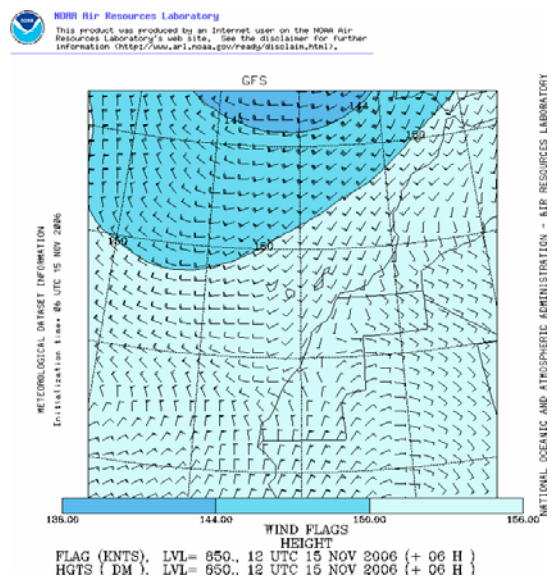 NOAA Air Resources Laboratory
This product was produced by an Internet user on the NOAA Air
Resources Laboratory's web site. See the disclaimer for further
information (http://www.arl.noaa.gov/ready/disclaim.html).
GFS
144
144
150
150
150
METEOROLOGICAL DATASET INFORMATION
Initialization time: 06 UTC 15 NOV 2006
NATIONAL OCEANIC AND ATMOSPHERIC ADMINISTRATION - AIR RESOURCES LABORATORY
138.00 144.00 150.00 156.00
WIND FLAGS
HEIGHT
FLAG (KNTS), LVL= 850., 12 UTC 15 NOV 2006 (+ 06 H)
HGTS ( DM), LVL= 850., 12 UTC 15 NOV 2006 (+ 06 H)